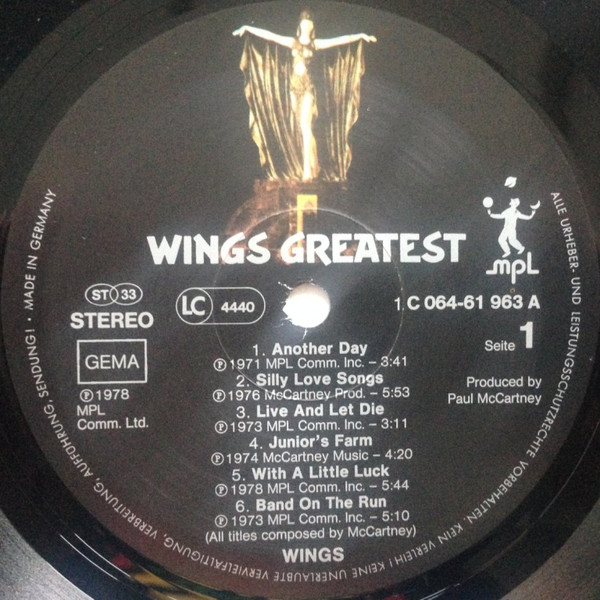 WINGS GREATEST
mpL
ST 33
STEREO
LC 4440
1 C 064-61 963 A
GEMA
Seite 1
℗ 1978
MPL
Comm. Ltd.
Produced by
Paul McCartney
1. Another Day
℗ 1971 MPL Comm. Inc. – 3:41
2. Silly Love Songs
℗ 1976 McCartney Prod. – 5:53
3. Live And Let Die
℗ 1973 MPL Comm. Inc. – 3:11
4. Junior's Farm
℗ 1974 McCartney Music – 4:20
5. With A Little Luck
℗ 1978 MPL Comm. Inc. – 5:44
6. Band On The Run
℗ 1973 MPL Comm. Inc. – 5:10
(All titles composed by McCartney)
WINGS
ALLE URHEBER- UND LEISTUNGSSCHUTZRECHTE VORBEHALTEN. KEIN VERLEIH! KEINE UNERLAUBTE VERVIELFÄLTIGUNG, VERBREITUNG, AUFFÜHRUNG, SENDUNG! · MADE IN GERMANY